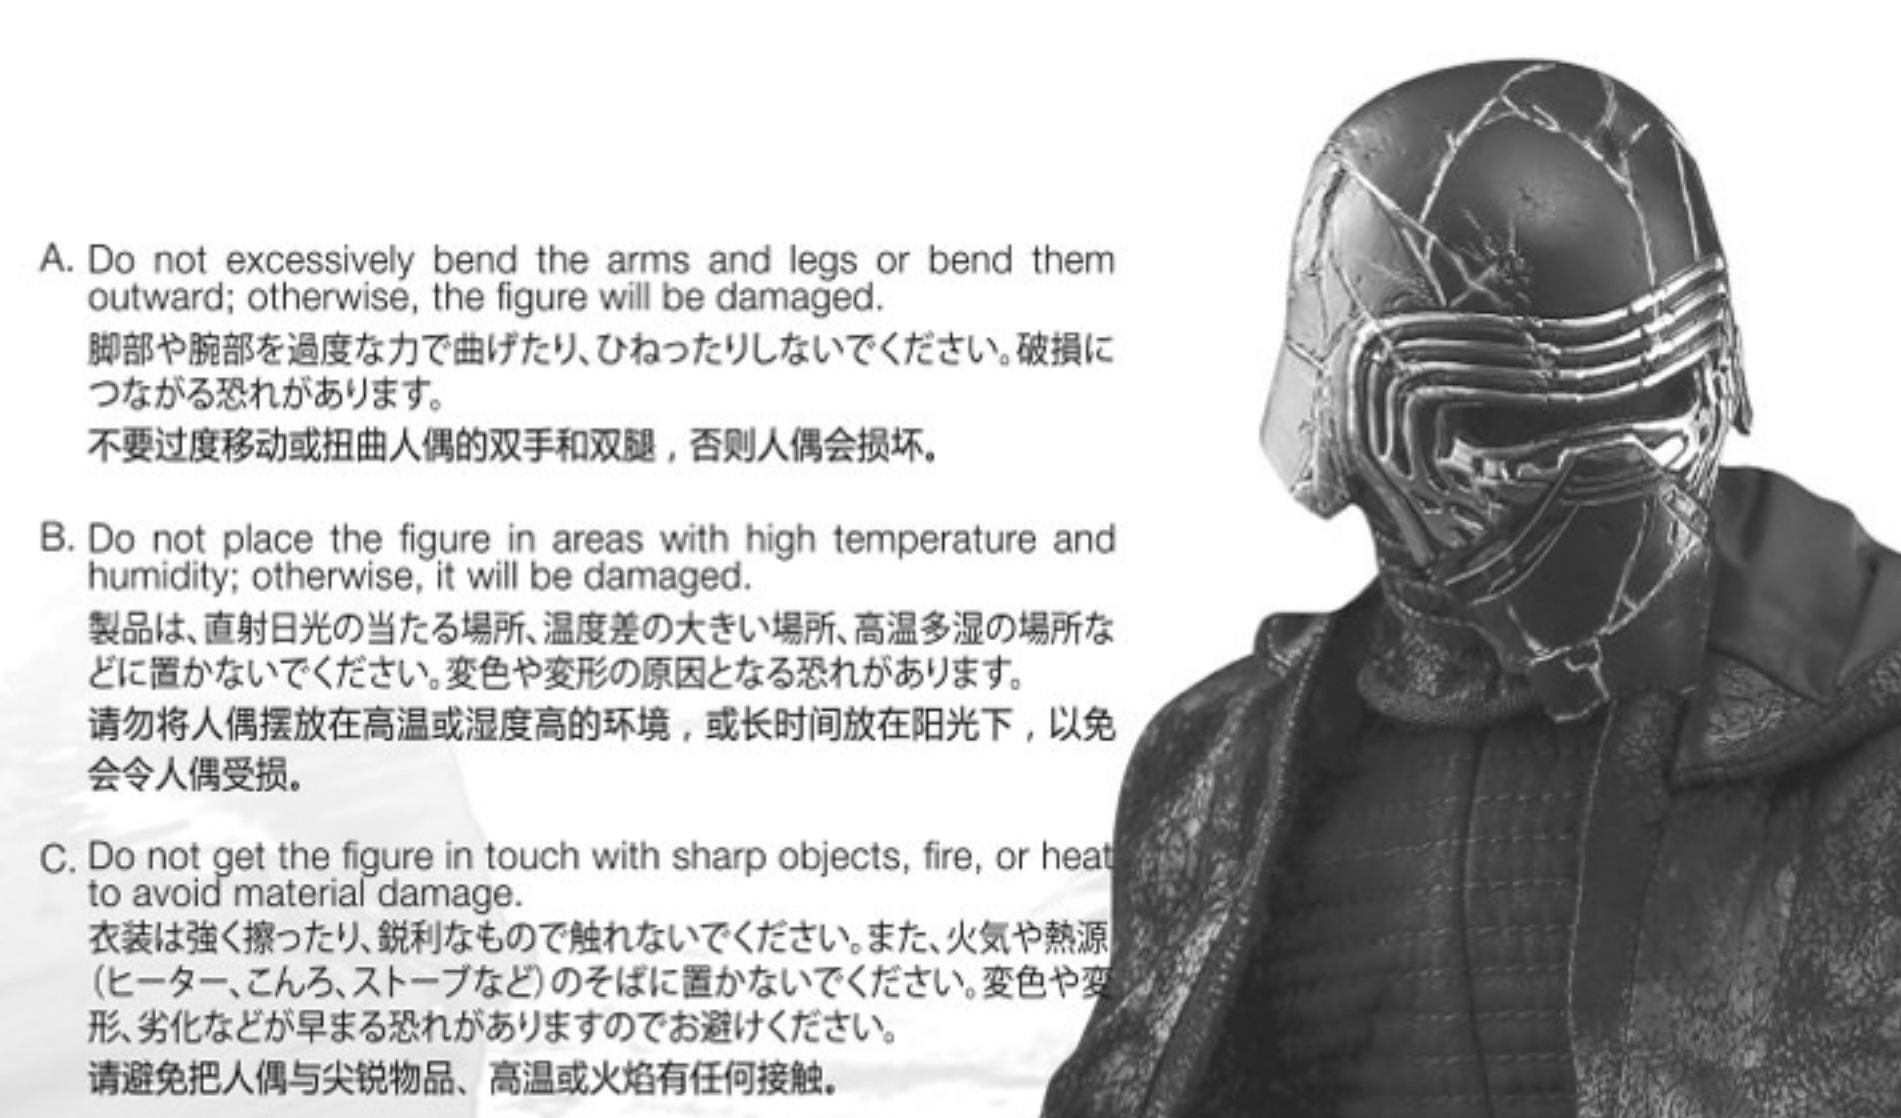 A. Do not excessively bend the arms and legs or bend them
outward; otherwise, the figure will be damaged.
脚部や腕部を過度な力で曲げたり、ひねったりしないでください。破損に
つながる恐れがあります。
不要过度移动或扭曲人偶的双手和双腿，否则人偶会损坏。
B. Do not place the figure in areas with high temperature and
humidity; otherwise, it will be damaged.
製品は、直射日光の当たる場所、温度差の大きい場所、高温多湿の場所な
どに置かないでください。変色や変形の原因となる恐れがあります。
请勿将人偶摆放在高温或湿度高的环境，或长时间放在阳光下，以免
会令人偶受损。
C. Do not get the figure in touch with sharp objects, fire, or heat
to avoid material damage.
衣装は強く擦ったり、鋭利なもので触れないでください。また、火気や熱源
（ヒーター、こんろ、ストーブなど）のそばに置かないでください。変色や変
形、劣化などが早まる恐れがありますのでお避けください。
请避免把人偶与尖锐物品、高温或火焰有任何接触。